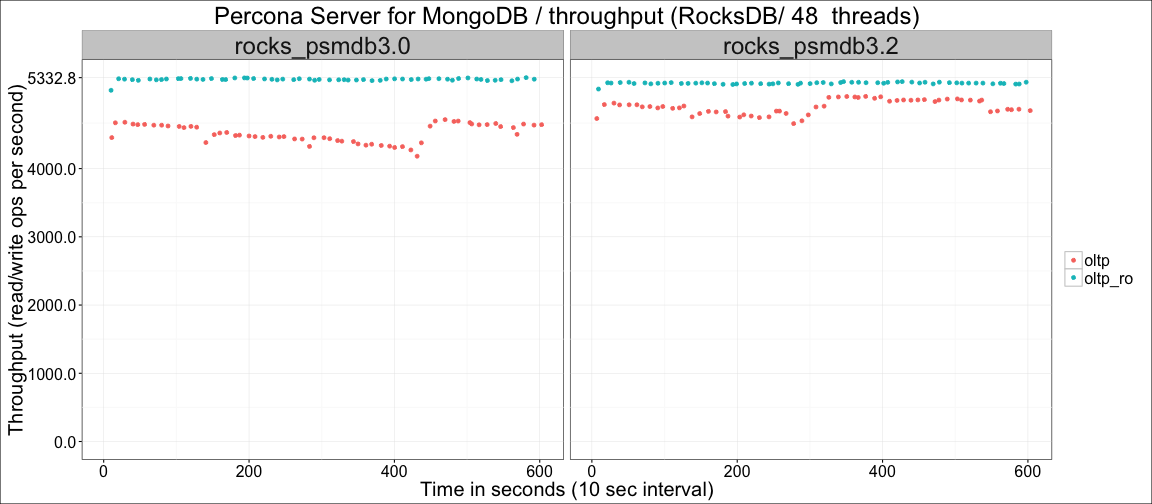 Percona Server for MongoDB / throughput (RocksDB/ 48  threads)
rocks_psmdb3.0
rocks_psmdb3.2
Throughput (read/write ops per second)
5332.8
4000.0
3000.0
2000.0
1000.0
0.0
0 200 400 600
0 200 400 600
Time in seconds (10 sec interval)
oltp
oltp_ro